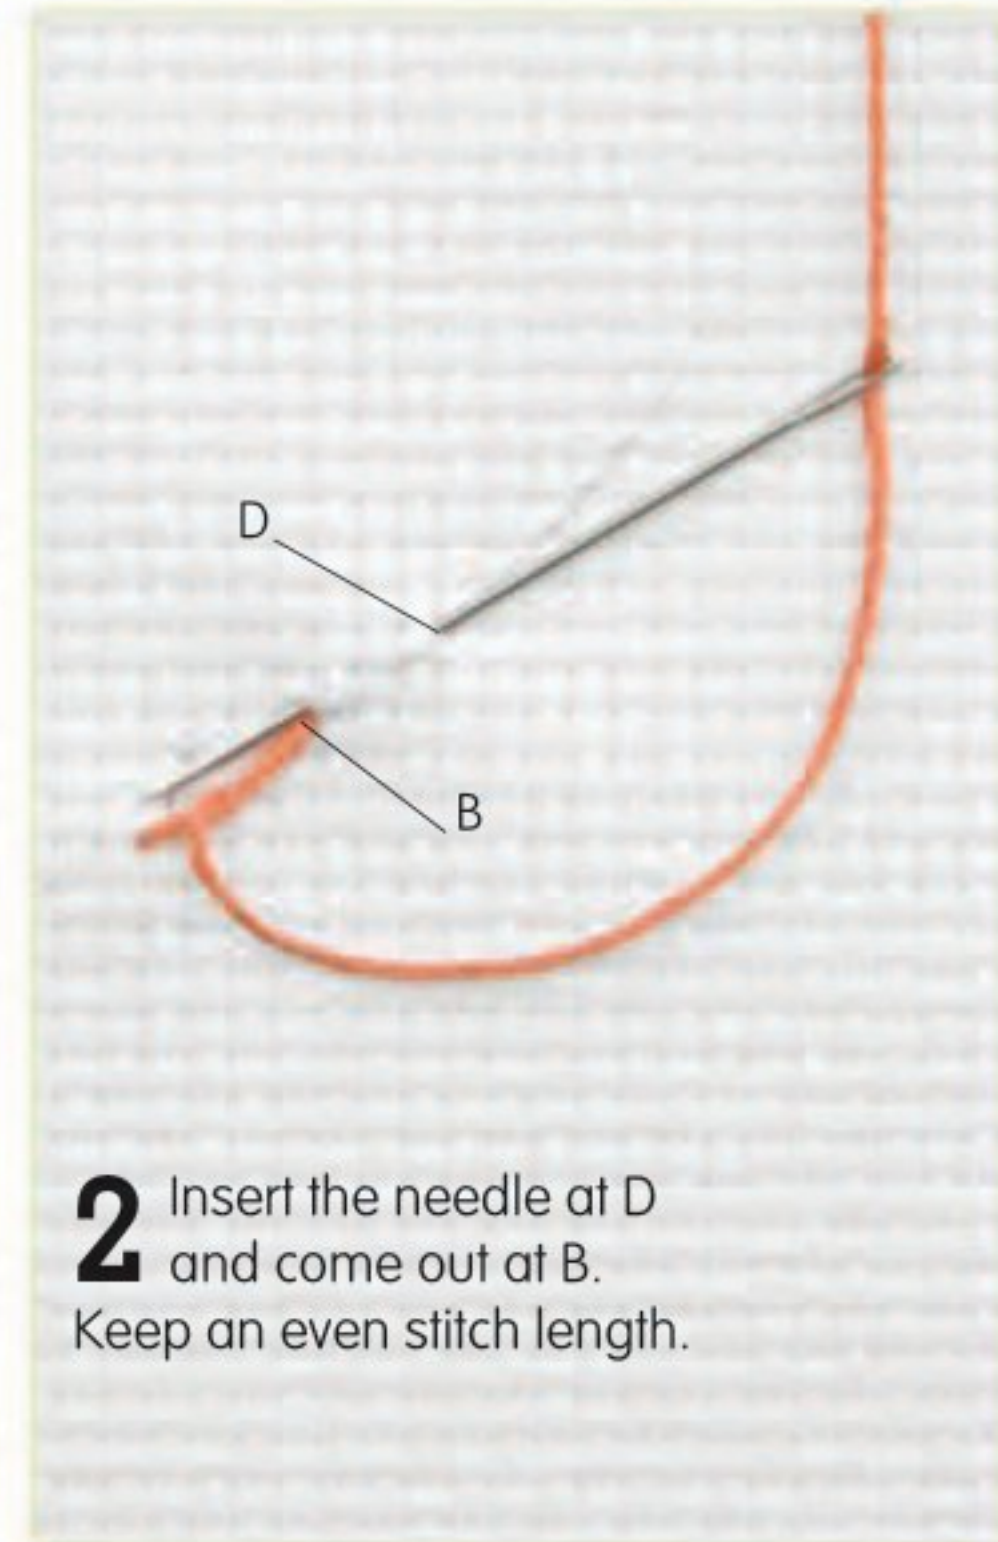 D
B
2 Insert the needle at D
and come out at B.
Keep an even stitch length.